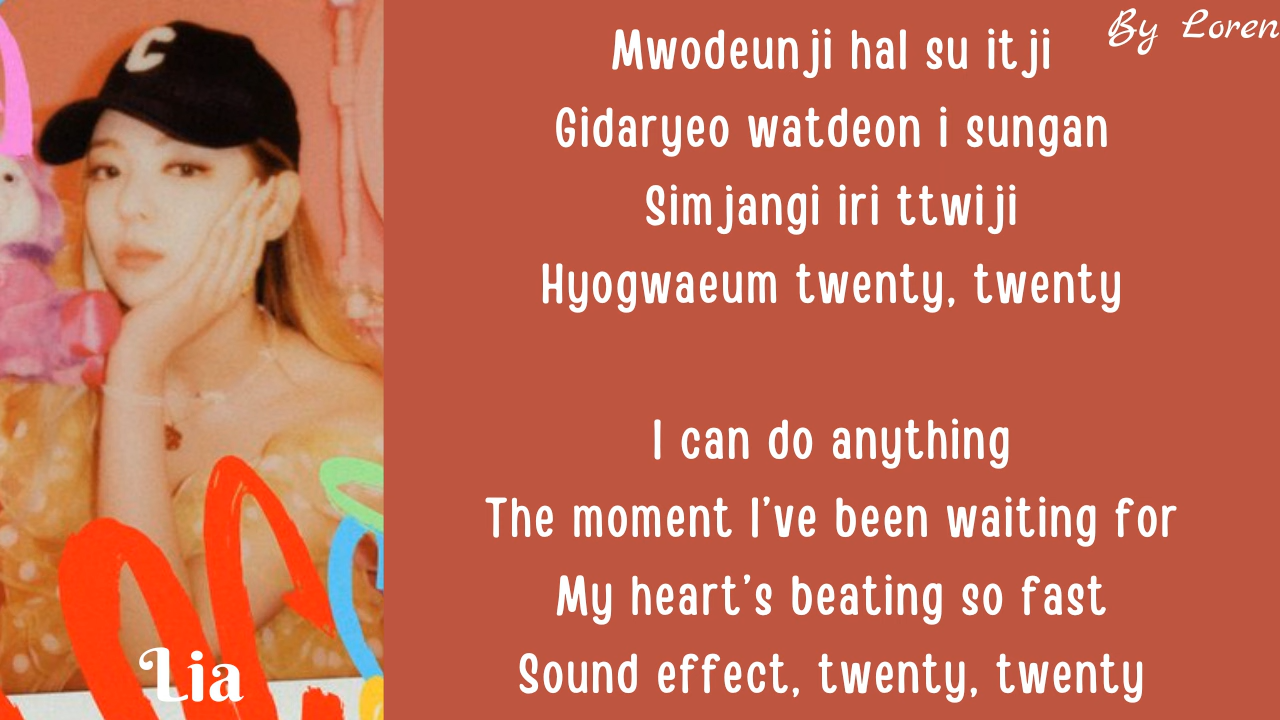 C
By Loren
Mwodeunji hal su itji
Gidaryeo watdeon i sungan
Simjangi iri ttwiji
Hyogwaeum twenty, twenty
I can do anything
The moment I've been waiting for
My heart's beating so fast
Sound effect, twenty, twenty
Lia